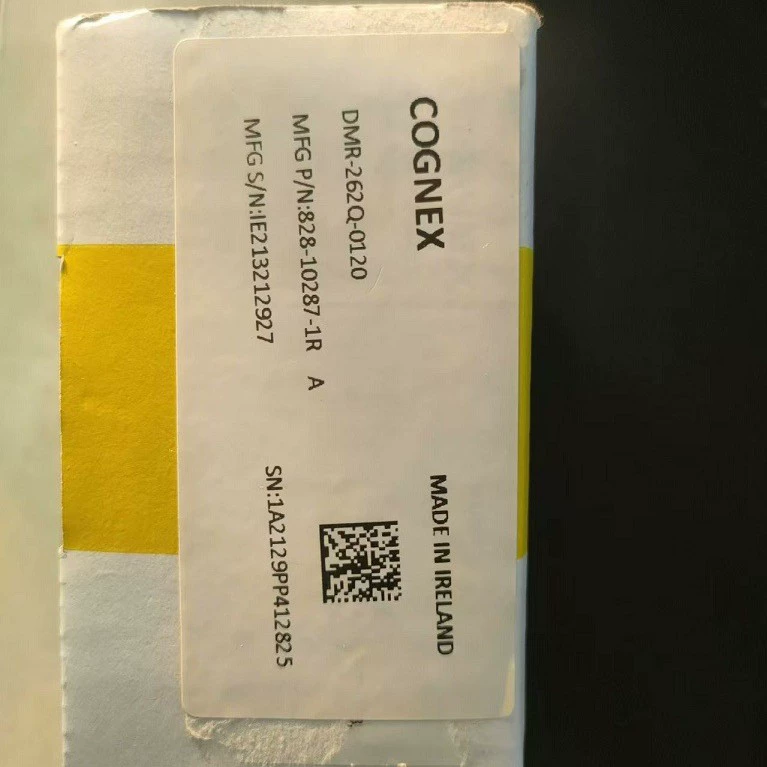 COGNEX
DMR-262Q-0120
MFG P/N:828-10287-1R A
MFG S/N:IE213212927
MADE IN IRELAND
SN:1A2129PP412825